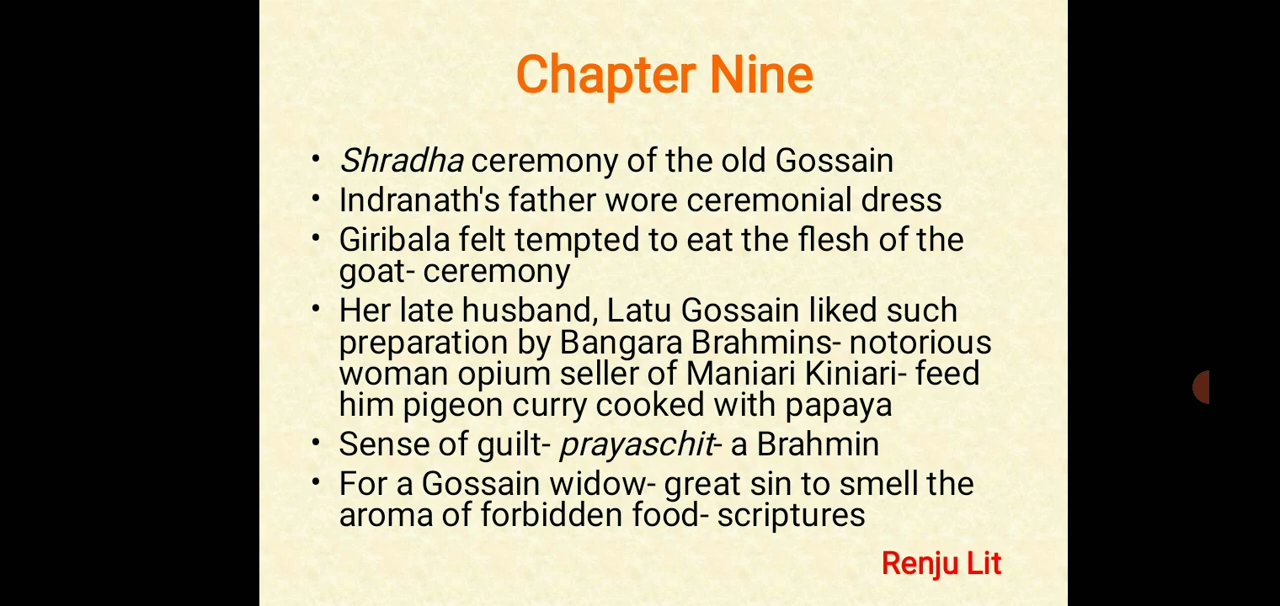 Chapter Nine
• Shradha ceremony of the old Gossain
• Indranath's father wore ceremonial dress
• Giribala felt tempted to eat the flesh of the
goat- ceremony
• Her late husband, Latu Gossain liked such
preparation by Bangara Brahmins- notorious
woman opium seller of Maniari Kiniari- feed
him pigeon curry cooked with papaya
• Sense of guilt- prayaschit- a Brahmin
• For a Gossain widow- great sin to smell the
aroma of forbidden food- scriptures
Renju Lit